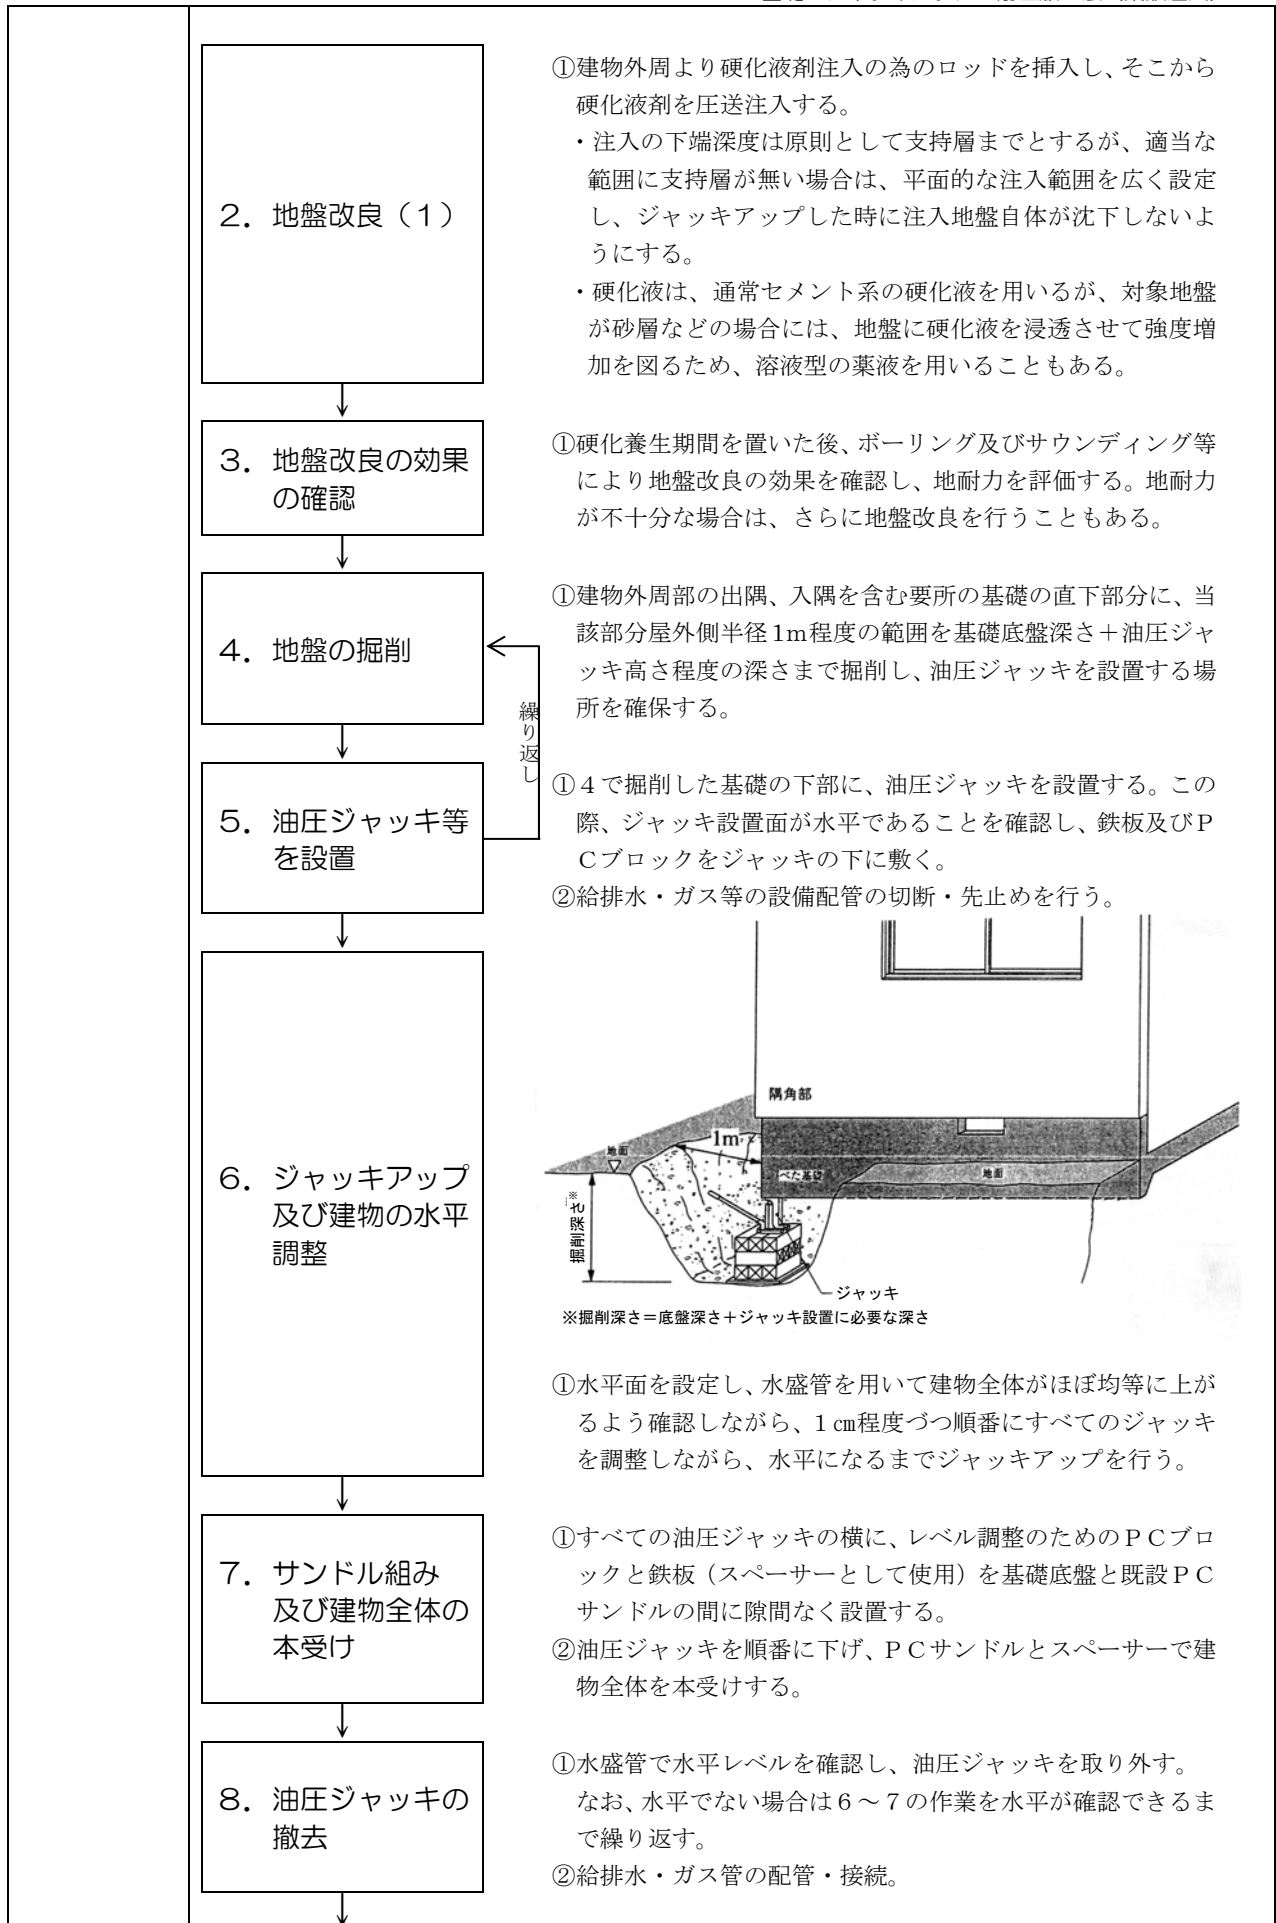 2．地盤改良（1）
①建物外周より硬化液剤注入の為のロッドを挿入し、そこから
硬化液剤を圧送注入する。
・注入の下端深度は原則として支持層までとするが、適当な
範囲に支持層が無い場合は、平面的な注入範囲を広く設定
し、ジャッキアップした時に注入地盤自体が沈下しないよ
うにする。
・硬化液は、通常セメント系の硬化液を用いるが、対象地盤
が砂層などの場合には、地盤に硬化液を浸透させて強度増
加を図るため、溶液型の薬液を用いることもある。
3．地盤改良の効果
の確認
①硬化養生期間を置いた後、ボーリング及びサウンディング等
により地盤改良の効果を確認し、地耐力を評価する。地耐力
が不十分な場合は、さらに地盤改良を行うこともある。
4．地盤の掘削
①建物外周部の出隅、入隅を含む要所の基礎の直下部分に、当
該部分屋外側半径1ｍ程度の範囲を基礎底盤深さ＋油圧ジャ
ッキ高さ程度の深さまで掘削し、油圧ジャッキを設置する場
所を確保する。
繰り返し
5．油圧ジャッキ等
を設置
①４で掘削した基礎の下部に、油圧ジャッキを設置する。この
際、ジャッキ設置面が水平であることを確認し、鉄板及びＰ
Ｃブロックをジャッキの下に敷く。
②給排水・ガス等の設備配管の切断・先止めを行う。
6．ジャッキアップ
及び建物の水平
調整
隅角部
1m
地面
べた基礎
地面
掘削深さ※
ジャッキ
※掘削深さ＝底盤深さ＋ジャッキ設置に必要な深さ
①水平面を設定し、水盛管を用いて建物全体がほぼ均等に上が
るよう確認しながら、1㎝程度づつ順番にすべてのジャッキ
を調整しながら、水平になるまでジャッキアップを行う。
7．サンドル組み
及び建物全体の
本受け
①すべての油圧ジャッキの横に、レベル調整のためのＰＣブロ
ックと鉄板（スペーサーとして使用）を基礎底盤と既設ＰＣ
サンドルの間に隙間なく設置する。
②油圧ジャッキを順番に下げ、ＰＣサンドルとスペーサーで建
物全体を本受けする。
8．油圧ジャッキの
撤去
①水盛管で水平レベルを確認し、油圧ジャッキを取り外す。
なお、水平でない場合は６～７の作業を水平が確認できるま
で繰り返す。
②給排水・ガス管の配管・接続。